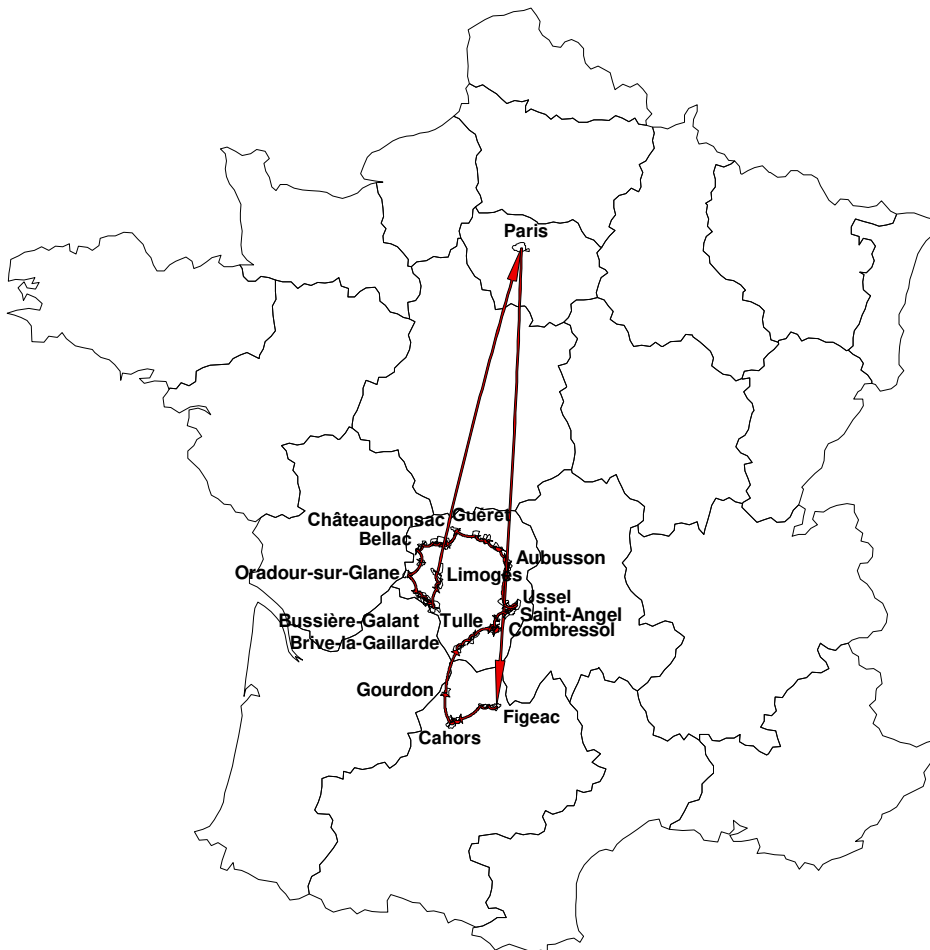 Paris
Châteauponsac
Guéret
Bellac
Aubusson
Oradour-sur-Glane
Limoges
Ussel
Saint-Angel
Bussière-Galant
Tulle
Combressol
Brive-la-Gaillarde
Gourdon
Figeac
Cahors